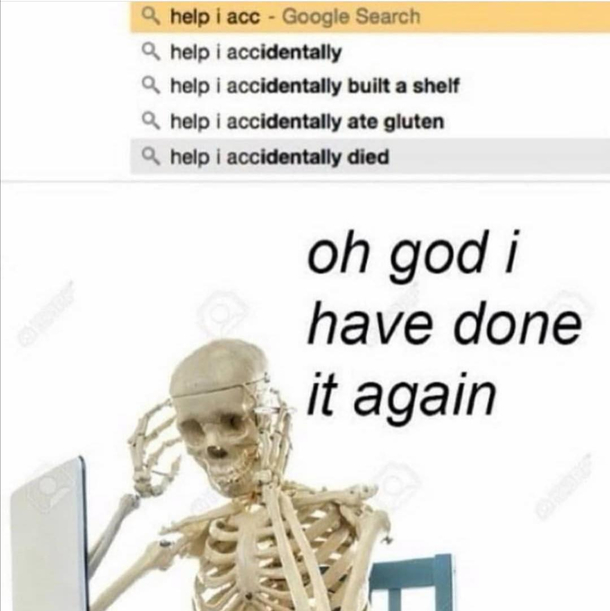 help i acc - Google Search
help i accidentally
help i accidentally built a shelf
help i accidentally ate gluten
help i accidentally died
oh god i
have done
it again